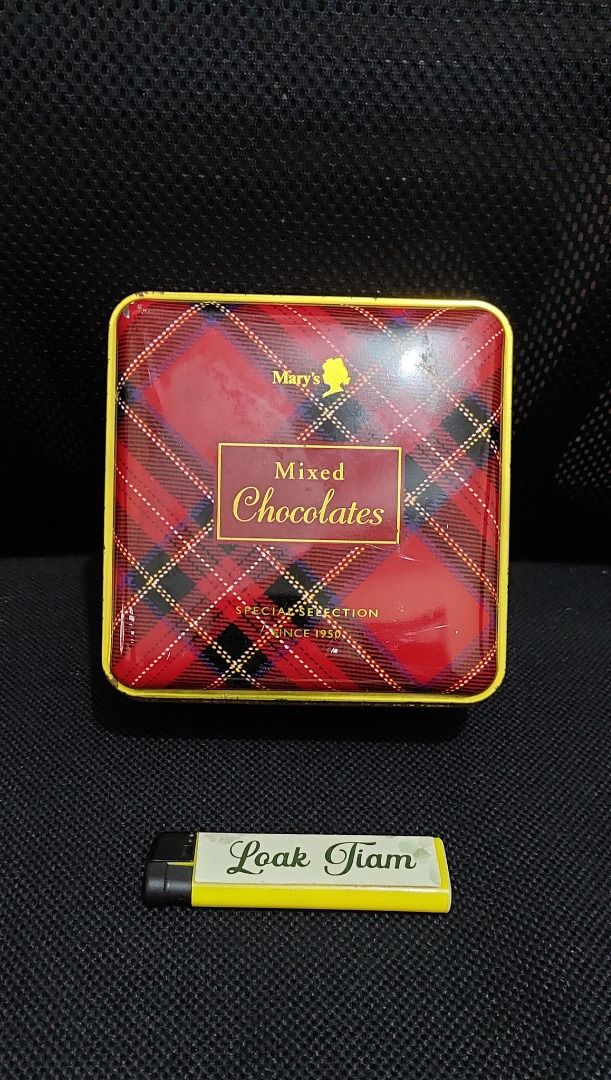 Mary's
Mixed
Chocolates
SPECIAL SELECTION
SINCE 1950
Loak Tiam